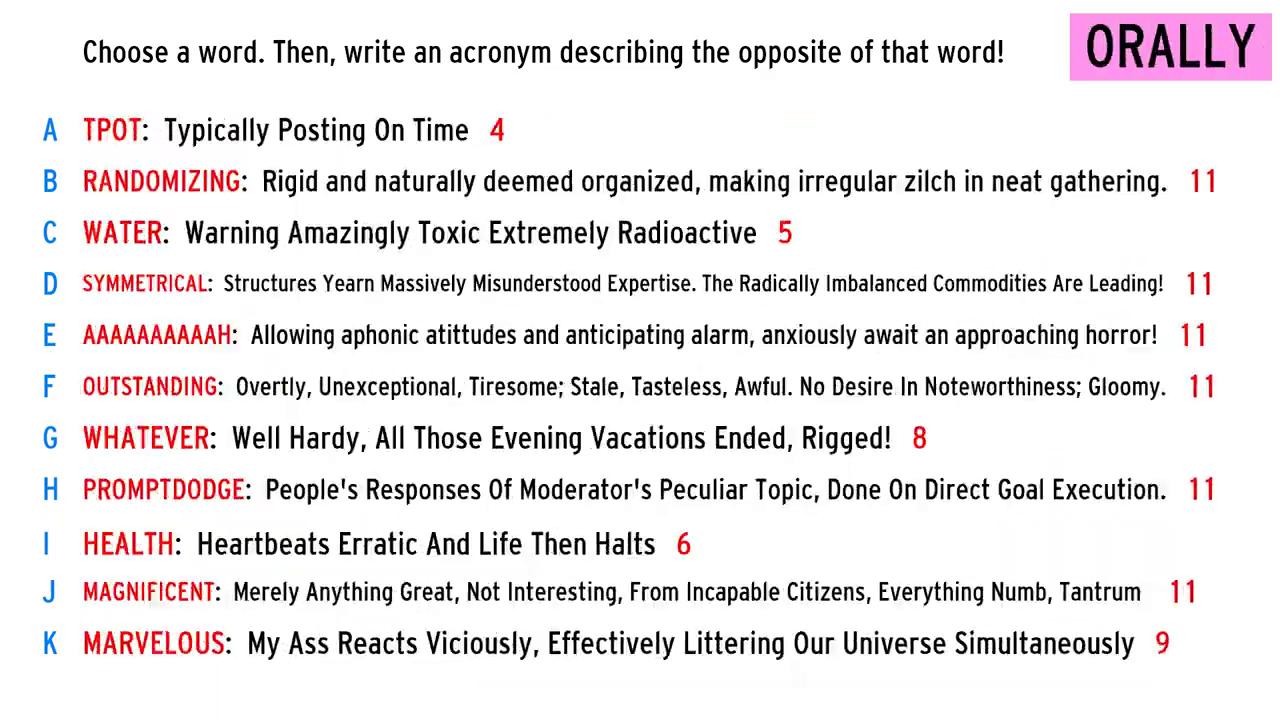 Choose a word. Then, write an acronym describing the opposite of that word!
ORALLY
A TPOT: Typically Posting On Time 4
B RANDOMIZING: Rigid and naturally deemed organized, making irregular zilch in neat gathering. 11
C WATER: Warning Amazingly Toxic Extremely Radioactive 5
D SYMMETRICAL: Structures Yearn Massively Misunderstood Expertise. The Radically Imbalanced Commodities Are Leading! 11
E AAAAAAAAAAH: Allowing aphonic atittudes and anticipating alarm, anxiously await an approaching horror! 11
F OUTSTANDING: Overtly, Unexceptional, Tiresome; Stale, Tasteless, Awful. No Desire In Noteworthiness; Gloomy. 11
G WHATEVER: Well Hardy, All Those Evening Vacations Ended, Rigged! 8
H PROMPTDODGE: People's Responses Of Moderator's Peculiar Topic, Done On Direct Goal Execution. 11
I HEALTH: Heartbeats Erratic And Life Then Halts 6
J MAGNIFICENT: Merely Anything Great, Not Interesting, From Incapable Citizens, Everything Numb, Tantrum 11
K MARVELOUS: My Ass Reacts Viciously, Effectively Littering Our Universe Simultaneously 9